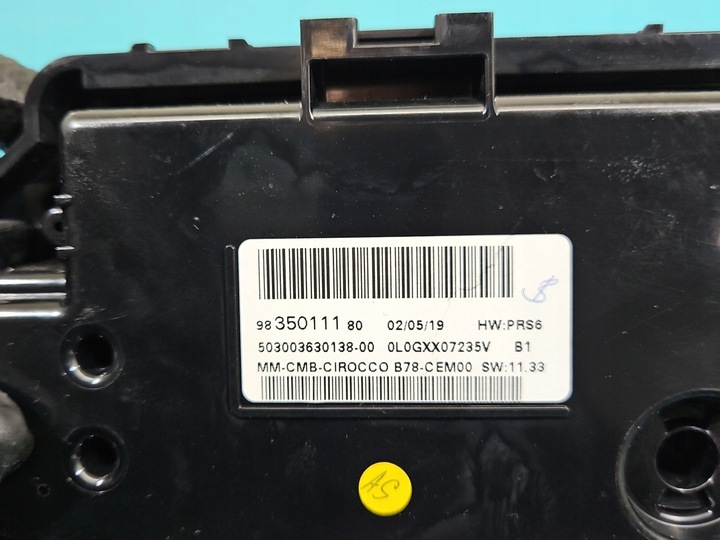 98 350111 80 02/05/19 HW:PRS6
503003630138-00 0L0GXX07235V B1
MM-CMB-CIROCCO B78-CEM00 SW:11.33
AS